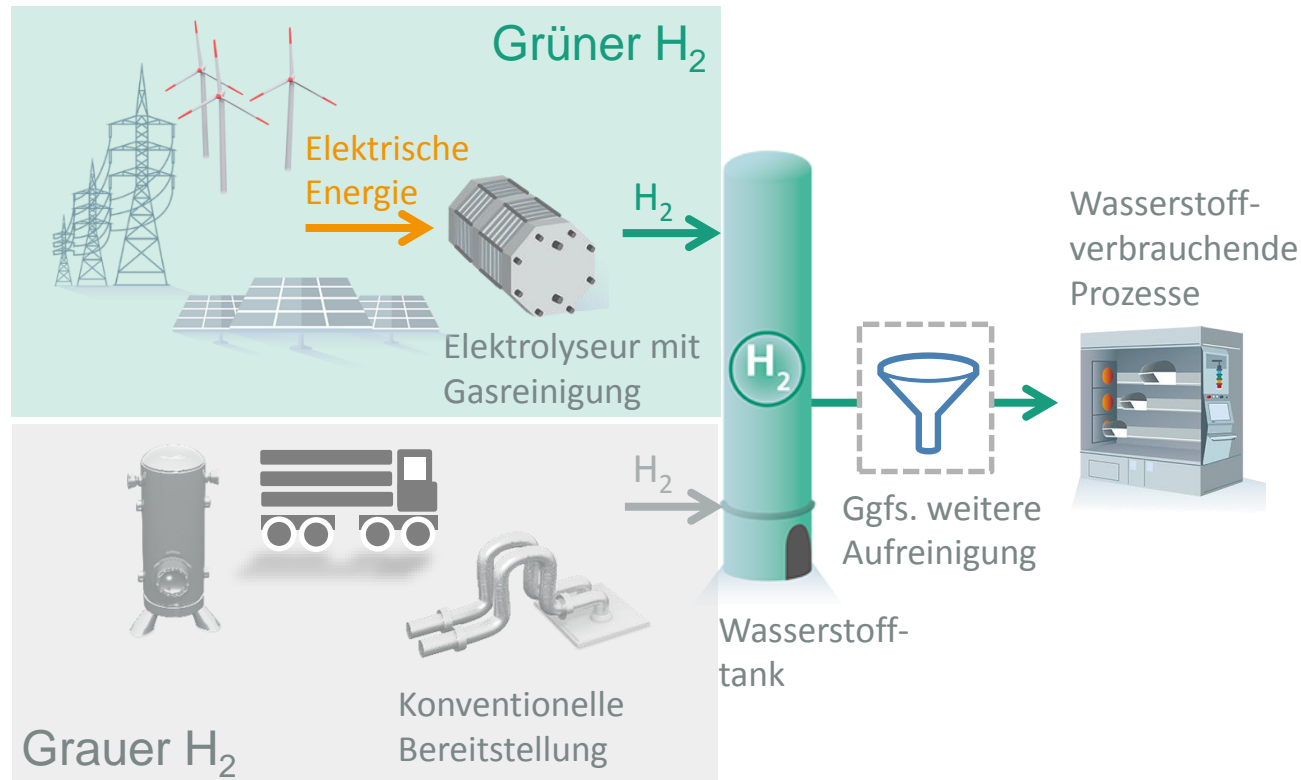 Grüner H₂
Elektrische
Energie
H₂
Elektrolyseur mit
Gasreinigung
H₂
Wasserstoff-
verbrauchende
Prozesse
Ggfs. weitere
Aufreinigung
Wasserstoff-
tank
H₂
Konventionelle
Bereitstellung
Grauer H₂